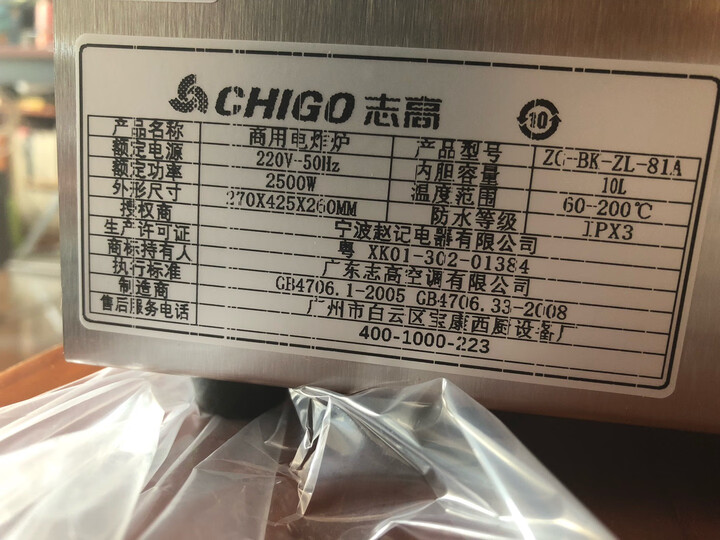 CHIGO 志高
10
产品名称 商用电炸炉 产品型号 ZG-BK-ZL-81A
额定电源 220V-50Hz 内胆容量 10L
额定功率 2500W 温度范围 60-200℃
外形尺寸 270X425X260MM 防水等级 IPX3
授权商 宁波赵记电器有限公司
生产许可证 粤 XK01-302-01384
商标持有人 广东志高空调有限公司
执行标准 GB4706.1-2005 GB4706.33-2008
制造商 广州市白云区宝康西厨设备厂
售后服务电话 400-1000-223